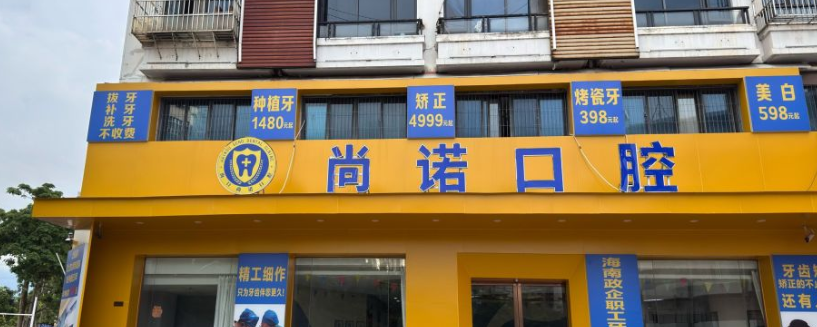 拔牙
补牙
洗牙
不收费
种植牙
1480元起
矫正
4999元起
烤瓷牙
398元起
美白
598元起
尚诺口腔
精工细作
只为牙齿伴您更久!
海南政企职工牙
牙齿矫
矫正的不止
还有